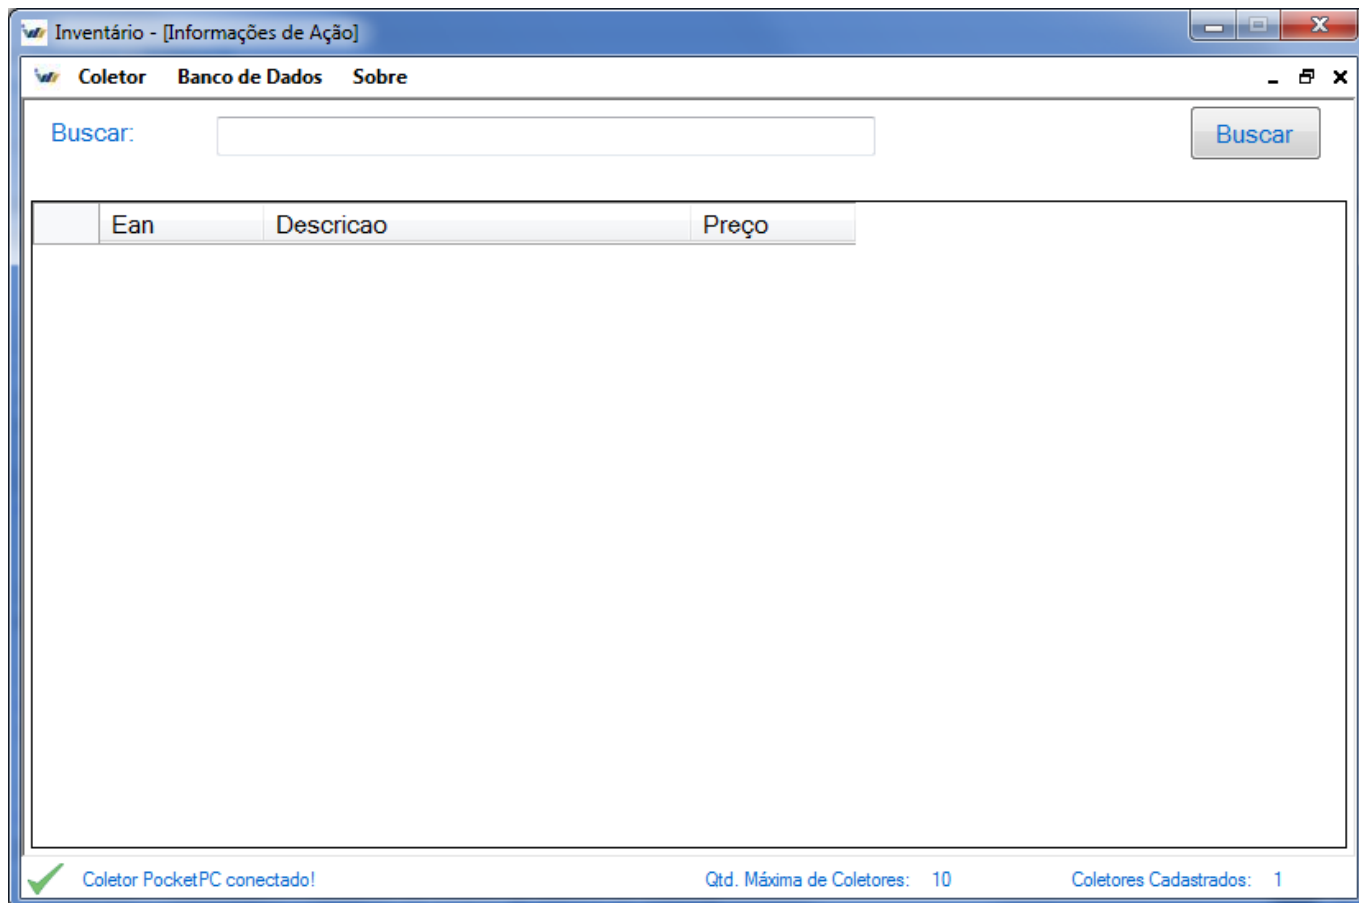 Inventário - [Informações de Ação]
Coletor Banco de Dados Sobre
Buscar: Buscar
Ean Descricao Preço
Coletor PocketPC conectado! Qtd. Máxima de Coletores: 10 Coletores Cadastrados: 1